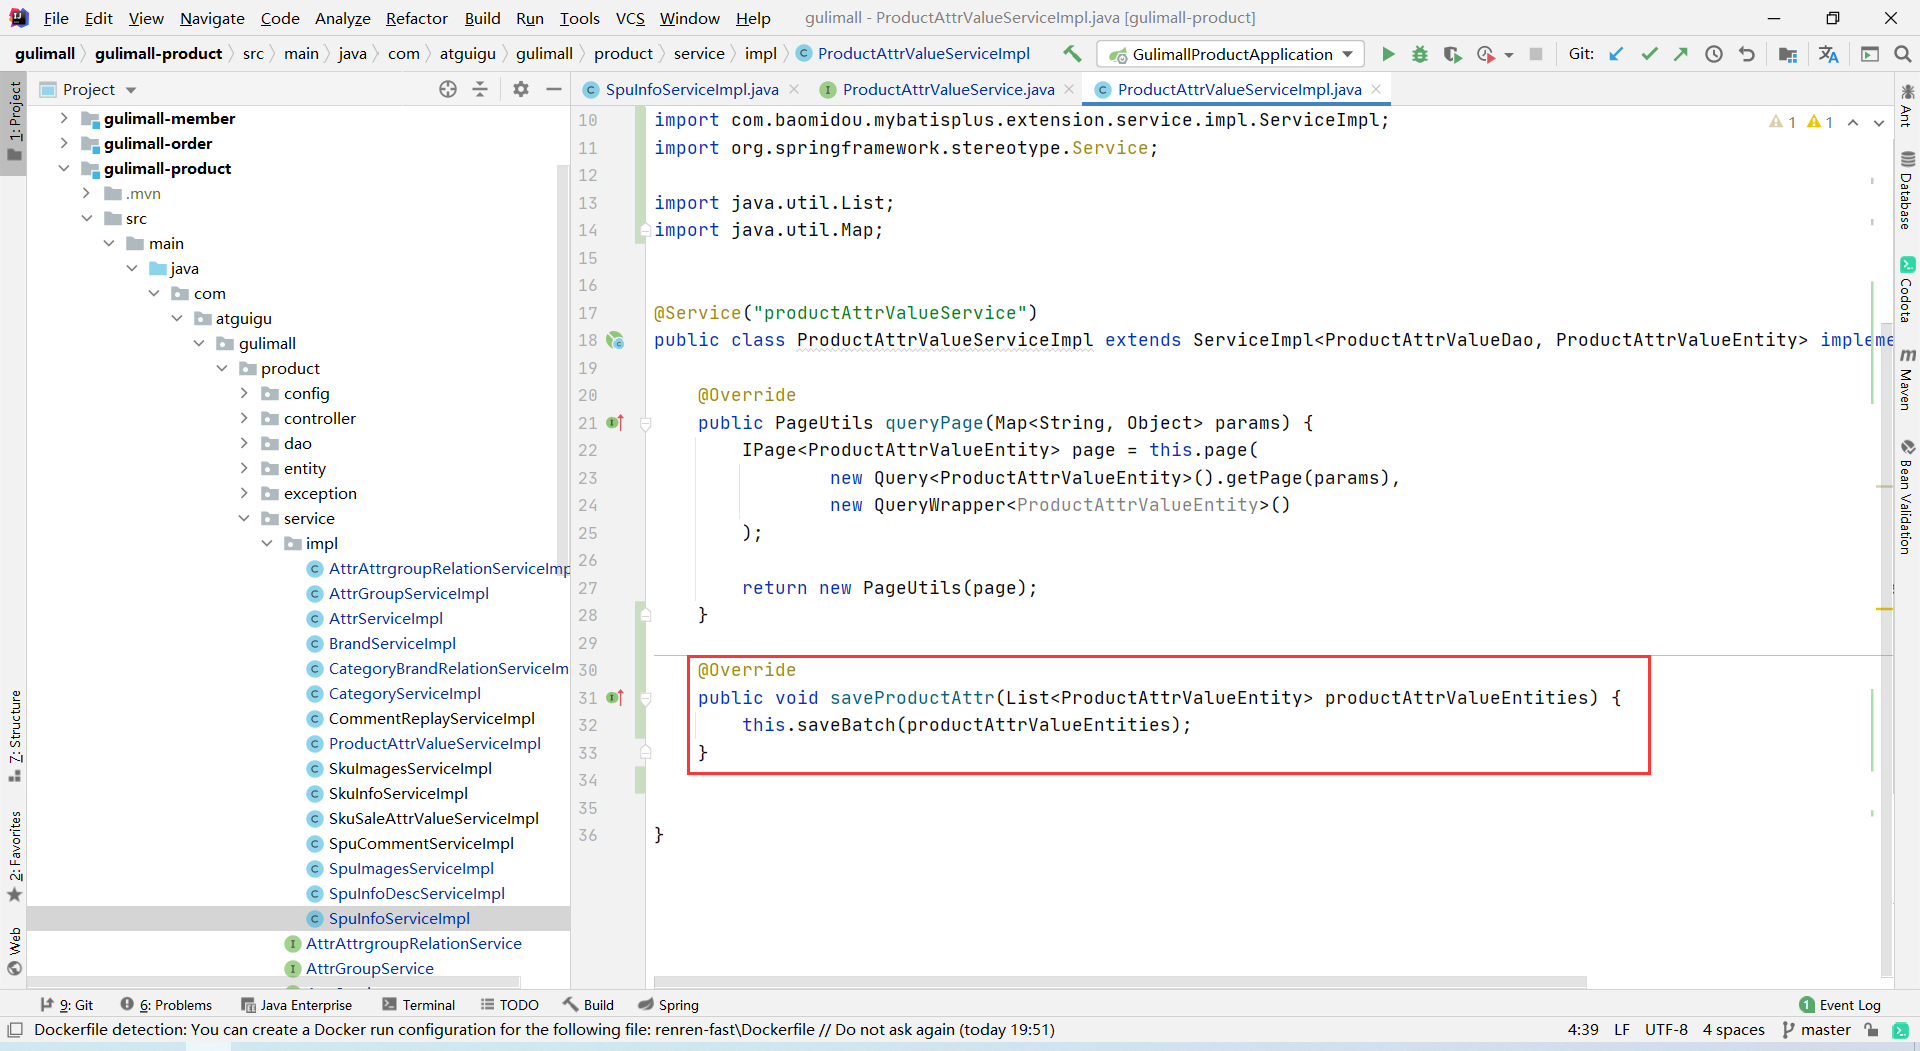 File Edit View Navigate Code Analyze Refactor Build Run Tools VCS Window Help gulimall - ProductAttrValueServiceImpl.java [gulimall-product]
gulimall gulimall-product src main java com atguigu gulimall product service impl ProductAttrValueServiceImpl GulimallProductApplication Git:
Project
SpuInfoServiceImpl.java ProductAttrValueService.java ProductAttrValueServiceImpl.java
1: Project
7: Structure
2: Favorites
Web
gulimall-member
gulimall-order
gulimall-product
.mvn
src
main
java
com
atguigu
gulimall
product
config
controller
dao
entity
exception
service
impl
AttrAttrgroupRelationServiceImp
AttrGroupServiceImpl
AttrServiceImpl
BrandServiceImpl
CategoryBrandRelationServiceIm
CategoryServiceImpl
CommentReplayServiceImpl
ProductAttrValueServiceImpl
SkuImagesServiceImpl
SkuInfoServiceImpl
SkuSaleAttrValueServiceImpl
SpuCommentServiceImpl
SpuImagesServiceImpl
SpuInfoDescServiceImpl
SpuInfoServiceImpl
AttrAttrgroupRelationService
AttrGroupService
1 1
10 import com.baomidou.mybatisplus.extension.service.impl.ServiceImpl;
11 import org.springframework.stereotype.Service;
12
13 import java.util.List;
14 import java.util.Map;
15
16
17 @Service("productAttrValueService")
18 public class ProductAttrValueServiceImpl extends ServiceImpl<ProductAttrValueDao, ProductAttrValueEntity> impleme
19
20 @Override
21 public PageUtils queryPage(Map<String, Object> params) {
22 IPage<ProductAttrValueEntity> page = this.page(
23 new Query<ProductAttrValueEntity>().getPage(params),
24 new QueryWrapper<ProductAttrValueEntity>()
25 );
26
27 return new PageUtils(page);
28 }
29
30 @Override
31 public void saveProductAttr(List<ProductAttrValueEntity> productAttrValueEntities) {
32 this.saveBatch(productAttrValueEntities);
33 }
34
35
36 }
Ant
Database
Codota
Maven
Bean Validation
9: Git 6: Problems Java Enterprise Terminal TODO Build Spring 1 Event Log
Dockerfile detection: You can create a Docker run configuration for the following file: renren-fast\Dockerfile // Do not ask again (today 19:51) 4:39 LF UTF-8 4 spaces master